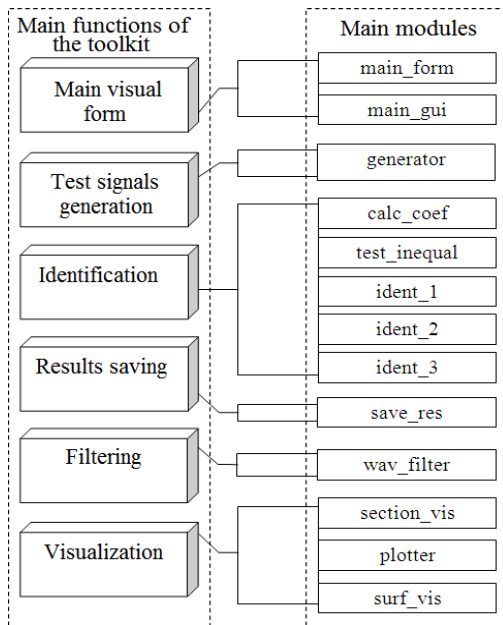 Main functions of
the toolkit
Main visual
form
Test signals
generation
Identification
Results saving
Filtering
Visualization
Main modules
main_form
main_gui
generator
calc_coef
test_inequal
ident_1
ident_2
ident_3
save_res
wav_filter
section_vis
plotter
surf_vis